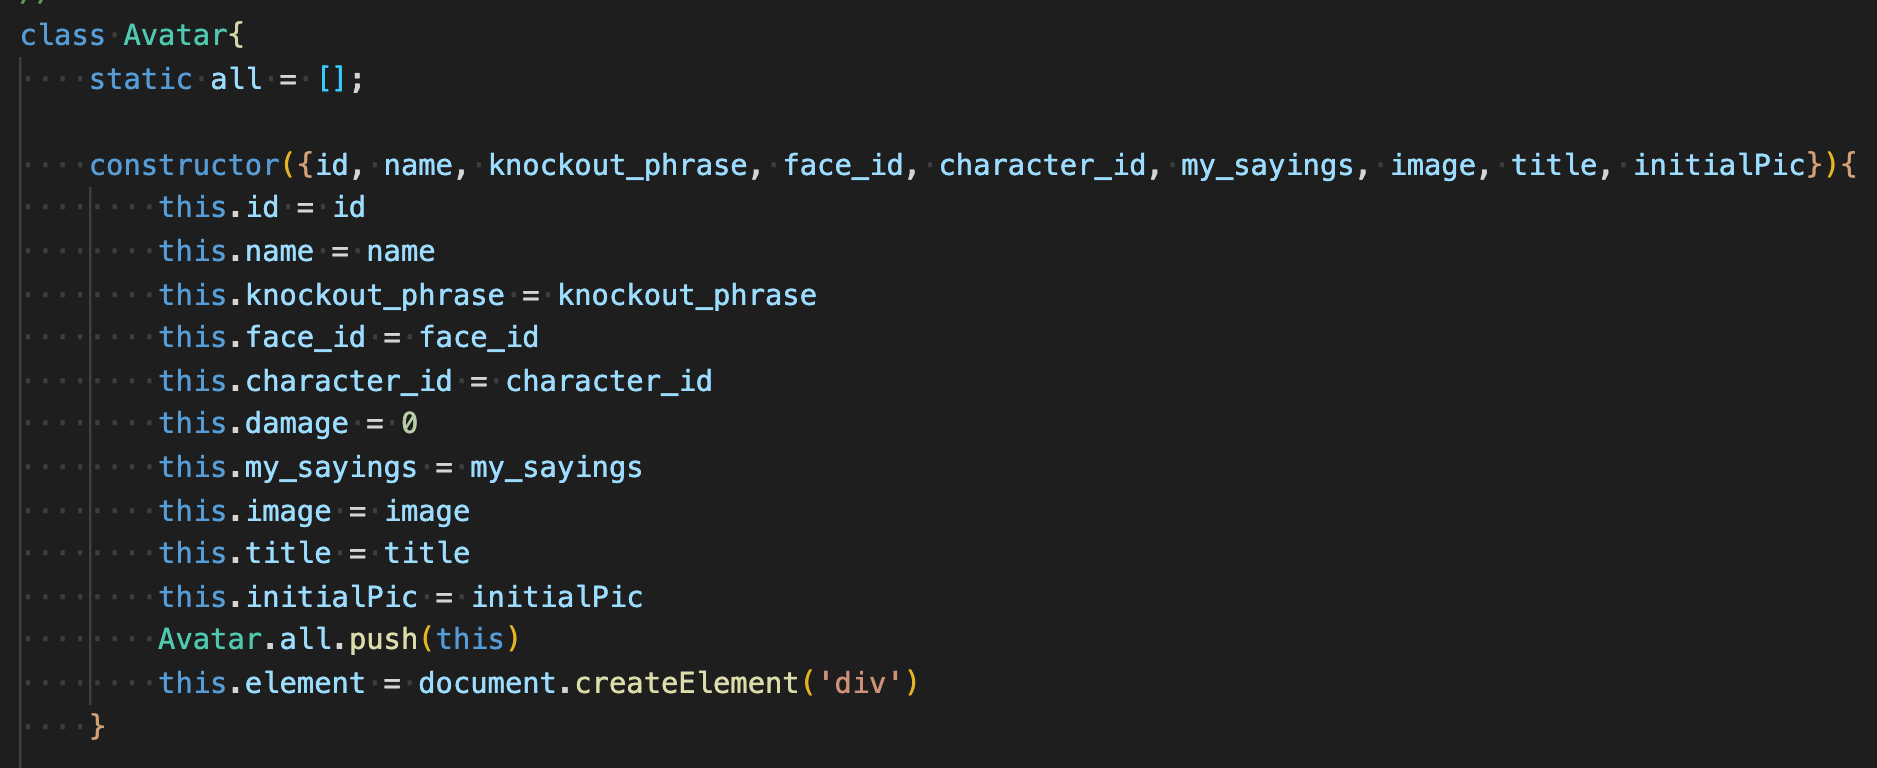 class Avatar{
    static all = [];

    constructor({id, name, knockout_phrase, face_id, character_id, my_sayings, image, title, initialPic}){
        this.id = id
        this.name = name
        this.knockout_phrase = knockout_phrase
        this.face_id = face_id
        this.character_id = character_id
        this.damage = 0
        this.my_sayings = my_sayings
        this.image = image
        this.title = title
        this.initialPic = initialPic
        Avatar.all.push(this)
        this.element = document.createElement('div')
    }